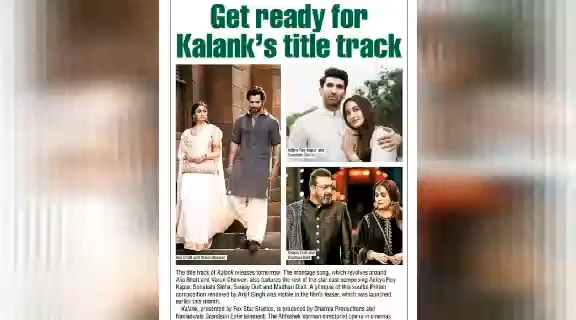 Get ready for
Kalank's title track
Aditya Roy Kapur and
Sonakshi Sinha
Alia Bhatt and Varun Dhawan
Sanjay Dutt and
Madhuri Dixit
The title track of Kalank releases tomorrow. The montage song, which revolves around
Alia Bhatt and Varun Dhawan, also features the rest of the star cast comprising Aditya Roy
Kapur, Sonakshi Sinha, Sanjay Dutt and Madhuri Dixit. A glimpse of this soulful Pritam
composition rendered by Arijit Singh was visible in the film's teaser, which was launched
earlier this month.
Kalank, presented by Fox Star Studios, is produced by Dharma Productions and
Nadiadwala Grandson Entertainment. The Abhishek Varman directorial opens in cinemas